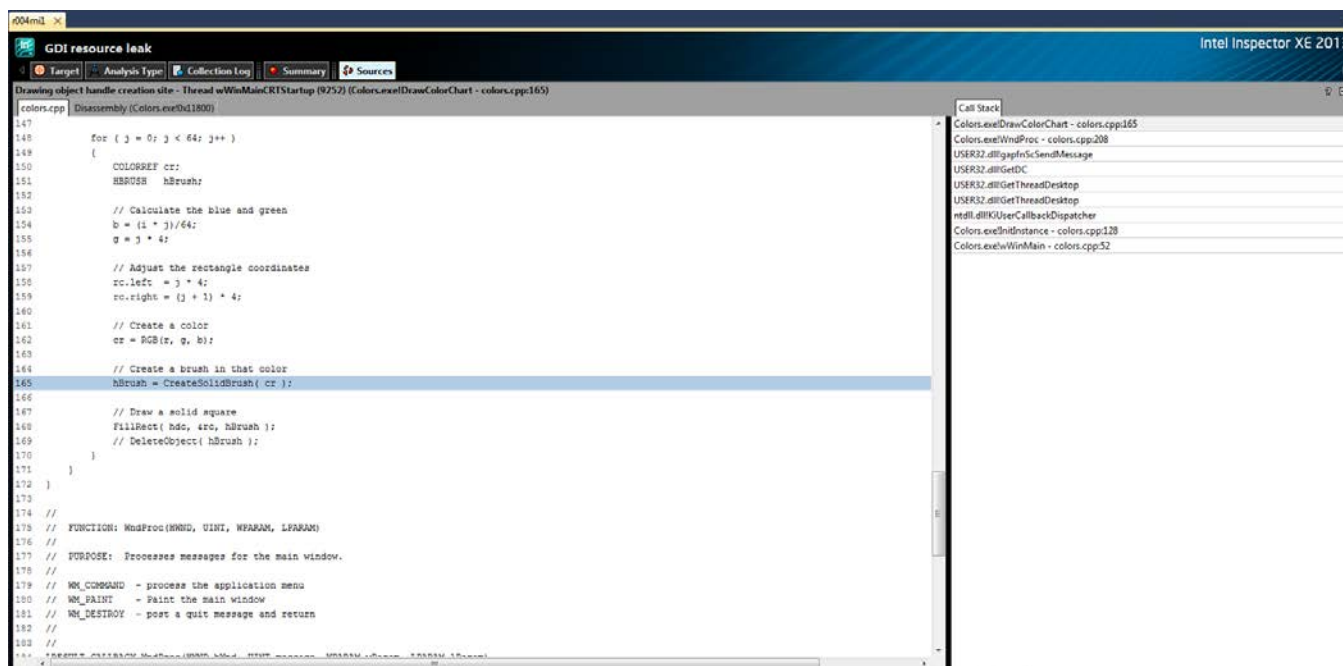 r004mi1 ×
GDI resource leak
Intel Inspector XE 201
Target Analysis Type Collection Log Summary Sources
Drawing object handle creation site - Thread wWinMainCRTStartup (9252) (Colors.exe!DrawColorChart - colors.cpp:165)
colors.cpp Disassembly (Colors.exe!0x11800)
Call Stack
147
148 for ( j = 0; j < 64; j++ )
149 {
150 COLORREF cr;
151 HBRUSH hBrush;
152
153 // Calculate the blue and green
154 b = (i * j)/64;
155 g = j * 4;
156
157 // Adjust the rectangle coordinates
158 rc.left = j * 4;
159 rc.right = (j + 1) * 4;
160
161 // Create a color
162 cr = RGB(r, g, b);
163
164 // Create a brush in that color
165 hBrush = CreateSolidBrush( cr );
166
167 // Draw a solid square
168 FillRect( hdc, &rc, hBrush );
169 // DeleteObject( hBrush );
170 }
171 }
172 }
173
174 //
175 // FUNCTION: WndProc(HWND, UINT, WPARAM, LPARAM)
176 //
177 // PURPOSE: Processes messages for the main window.
178 //
179 // WM_COMMAND - process the application menu
180 // WM_PAINT - Paint the main window
181 // WM_DESTROY - post a quit message and return
182 //
183 //
Colors.exe!DrawColorChart - colors.cpp:165
Colors.exe!WndProc - colors.cpp:208
USER32.dll!gapfnScSendMessage
USER32.dll!GetDC
USER32.dll!GetThreadDesktop
USER32.dll!GetThreadDesktop
ntdll.dll!KiUserCallbackDispatcher
Colors.exe!InitInstance - colors.cpp:128
Colors.exe!wWinMain - colors.cpp:52